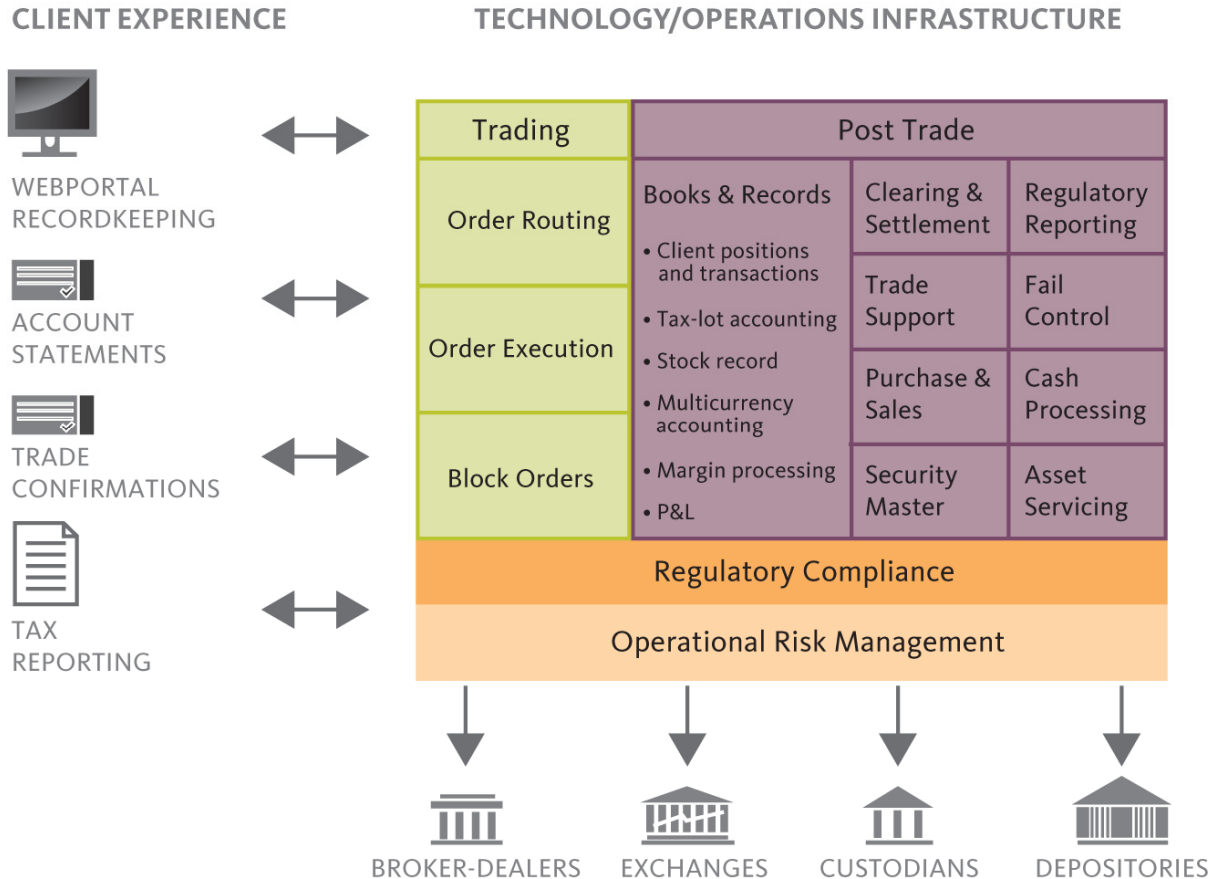 CLIENT EXPERIENCE
TECHNOLOGY/OPERATIONS INFRASTRUCTURE
WEBPORTAL
RECORDKEEPING
ACCOUNT
STATEMENTS
TRADE
CONFIRMATIONS
TAX
REPORTING
Trading
Order Routing
Order Execution
Block Orders
Post Trade
Books & Records
• Client positions
and transactions
• Tax-lot accounting
• Stock record
• Multicurrency
accounting
• Margin processing
• P&L
Clearing &
Settlement
Regulatory
Reporting
Trade
Support
Fail
Control
Purchase &
Sales
Cash
Processing
Security
Master
Asset
Servicing
Regulatory Compliance
Operational Risk Management
BROKER-DEALERS
EXCHANGES
CUSTODIANS
DEPOSITORIES